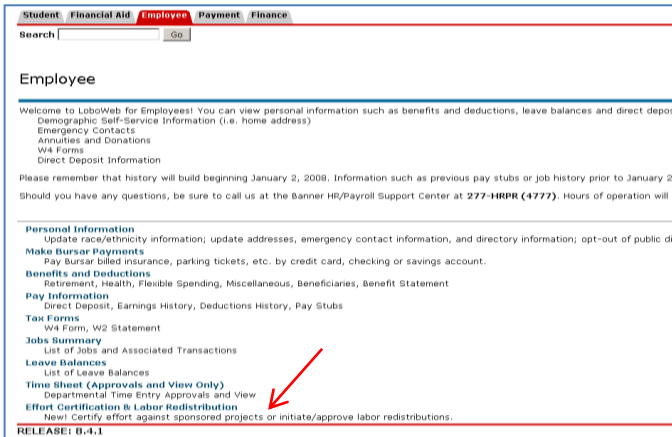 Student Financial Aid Employee Payment Finance
Search Go
Employee
Welcome to LoboWeb for Employees! You can view personal information such as benefits and deductions, leave balances and direct depos
Demographic Self-Service Information (i.e. home address)
Emergency Contacts
Annuities and Donations
W4 Forms
Direct Deposit Information
Please remember that history will build beginning January 2, 2008. Information such as previous pay stubs or job history prior to January 2
Should you have any questions, be sure to call us at the Banner HR/Payroll Support Center at 277-HRPR (4777). Hours of operation will
Personal Information
Update race/ethnicity information; update addresses, emergency contact information, and directory information; opt-out of public di
Make Bursar Payments
Pay Bursar billed insurance, parking tickets, etc. by credit card, checking or savings account.
Benefits and Deductions
Retirement, Health, Flexible Spending, Miscellaneous, Beneficiaries, Benefit Statement
Pay Information
Direct Deposit, Earnings History, Deductions History, Pay Stubs
Tax Forms
W4 Form, W2 Statement
Jobs Summary
List of Jobs and Associated Transactions
Leave Balances
List of Leave Balances
Time Sheet (Approvals and View Only)
Departmental Time Entry Approvals and View
Effort Certification & Labor Redistribution
New! Certify effort against sponsored projects or initiate/approve labor redistributions.
RELEASE: 8.4.1